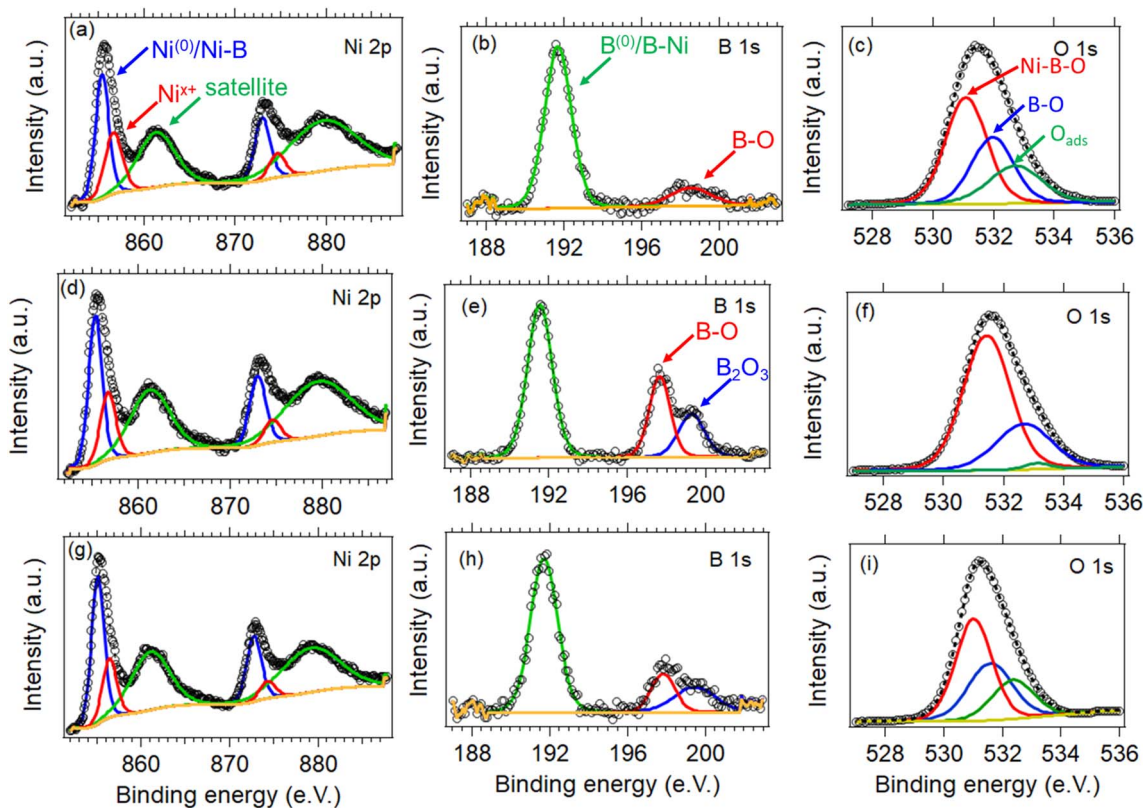 (a)
Ni⁽⁰⁾/Ni-B
Ni 2p
Niˣ⁺
satellite
Intensity (a.u.)
860
870
880
(b)
B⁽⁰⁾/B-Ni
B 1s
B-O
Intensity (a.u.)
188
192
196
200
(c)
O 1s
Ni-B-O
B-O
Oads
Intensity (a.u.)
528
530
532
534
536
(d)
Ni 2p
Intensity (a.u.)
860
870
880
(e)
B 1s
B-O
B₂O₃
Intensity (a.u.)
188
192
196
200
(f)
O 1s
Intensity (a.u.)
528
530
532
534
536
(g)
Ni 2p
Intensity (a.u.)
860
870
880
Binding energy (e.V.)
(h)
B 1s
Intensity (a.u.)
188
192
196
200
Binding energy (e.V.)
(i)
O 1s
Intensity (a.u.)
528
530
532
534
536
Binding energy (e.V.)